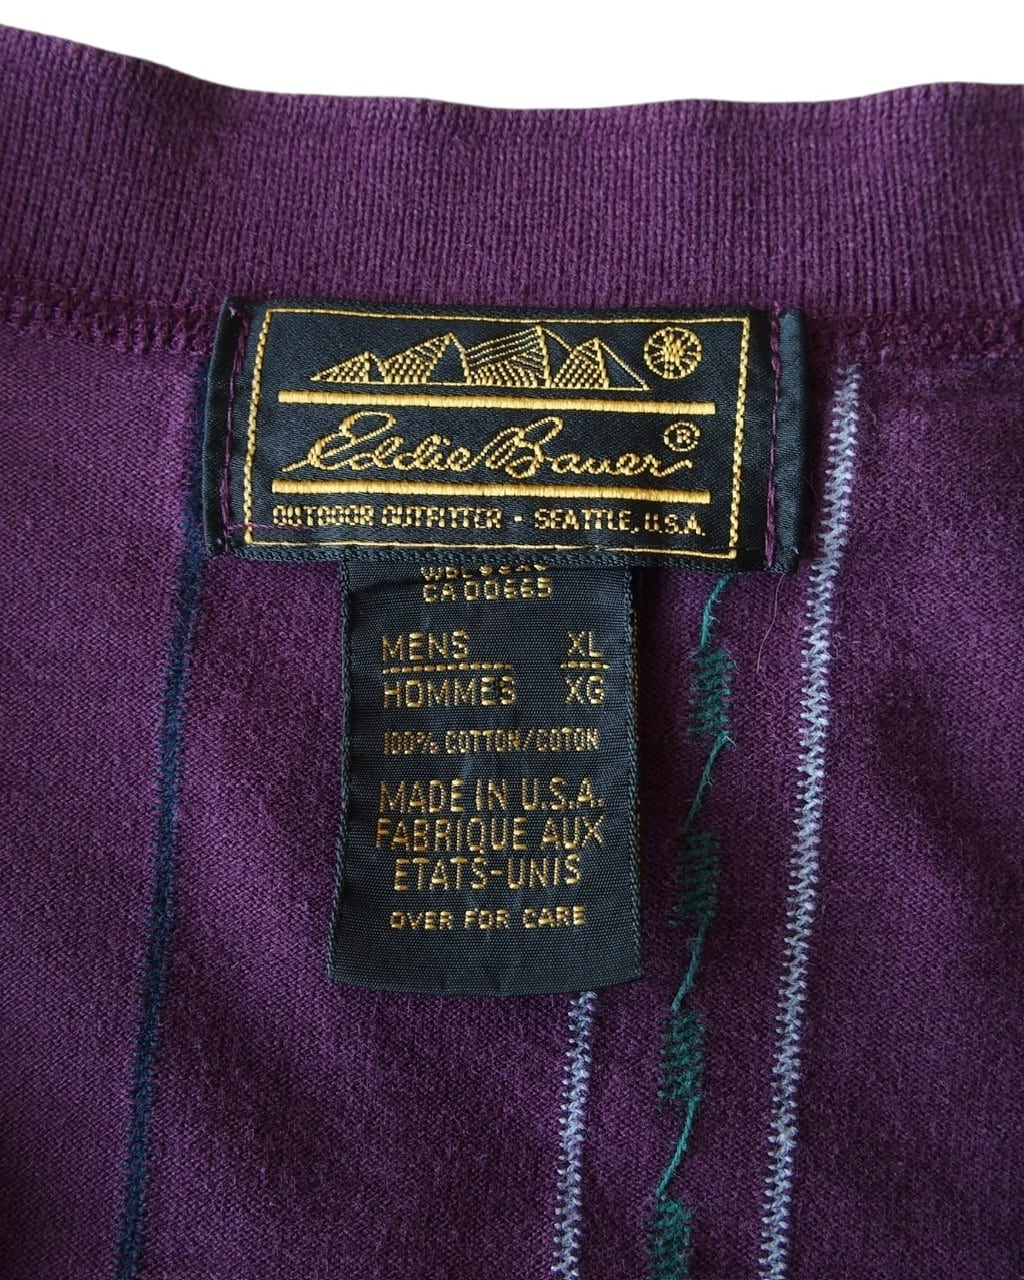 Eddie Bauer ®
OUTDOOR OUTFITTER · SEATTLE, U.S.A.
CA 00665
MENS XL
HOMMES XG
100% COTTON/COTON
MADE IN U.S.A.
FABRIQUE AUX
ETATS-UNIS
OVER FOR CARE